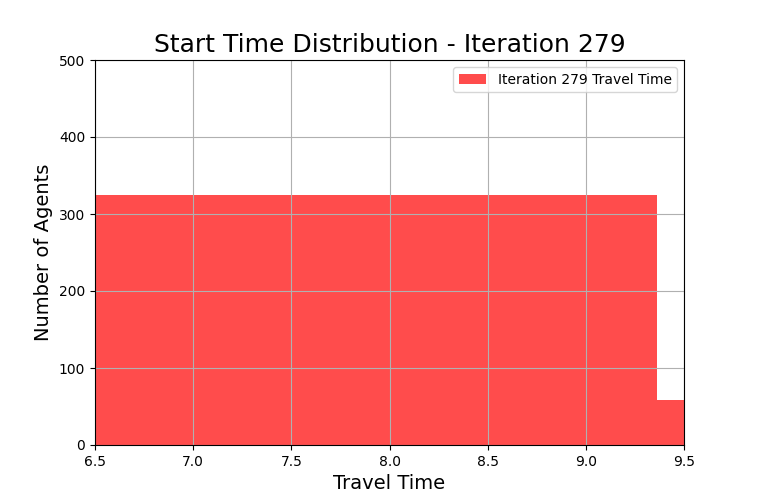 Start Time Distribution - Iteration 279
Iteration 279 Travel Time
Number of Agents
500
400
300
200
100
0
6.5 7.0 7.5 8.0 8.5 9.0 9.5
Travel Time